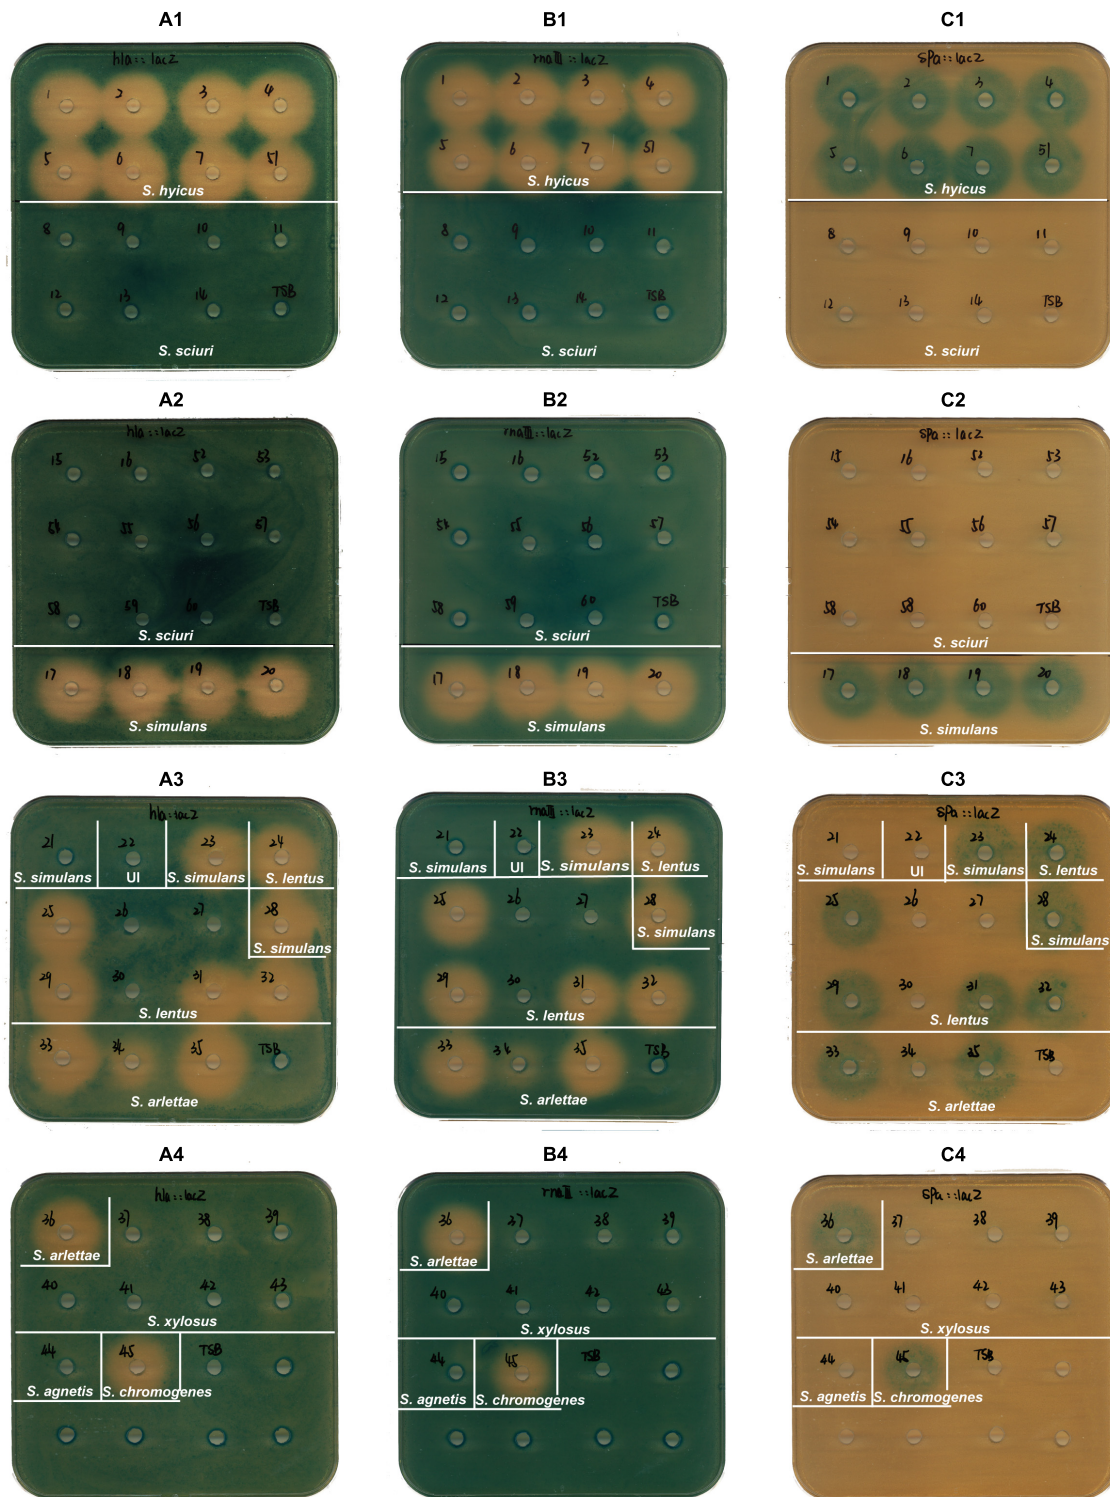 A1
B1
C1
hla::lacZ
rnaIII::lacZ
spa::lacZ
1 2 3 4
1 2 3 4
1 2 3 4
5 6 7 51
5 6 7 51
5 6 7 51
S. hyicus
S. hyicus
S. hyicus
8 9 10 11
8 9 10 11
8 9 10 11
12 13 14 TSB
12 13 14 TSB
12 13 14 TSB
S. sciuri
S. sciuri
S. sciuri
A2
B2
C2
hla::lacZ
rnaIII::lacZ
spa::lacZ
15 16 52 53
15 16 52 53
15 16 52 53
54 55 56 57
54 55 56 57
54 55 56 57
58 59 60 TSB
58 59 60 TSB
58 58 60 TSB
S. sciuri
S. sciuri
S. sciuri
17 18 19 20
17 18 19 20
17 18 19 20
S. simulans
S. simulans
S. simulans
A3
B3
C3
hla::lacZ
rnaIII::lacZ
spa::lacZ
21 22 23 24
21 22 23 24
21 22 23 24
S. simulans UI S. simulans S. lentus
S. simulans UI S. simulans S. lentus
S. simulans UI S. simulans S. lentus
25 26 27 28
25 26 27 28
25 26 27 28
S. simulans
S. simulans
S. simulans
29 30 31 32
29 30 31 32
29 30 31 32
S. lentus
S. lentus
S. lentus
33 34 35 TSB
33 34 35 TSB
33 34 35 TSB
S. arlettae
S. arlettae
S. arlettae
A4
B4
C4
hla::lacZ
rnaIII::lacZ
spa::lacZ
36 37 38 39
36 37 38 39
36 37 38 39
S. arlettae
S. arlettae
S. arlettae
40 41 42 43
40 41 42 43
40 41 42 43
S. xylosus
S. xylosus
S. xylosus
44 45 TSB
44 45 TSB
44 45 TSB
S. agnetis S. chromogenes
S. agnetis S. chromogenes
S. agnetis S. chromogenes